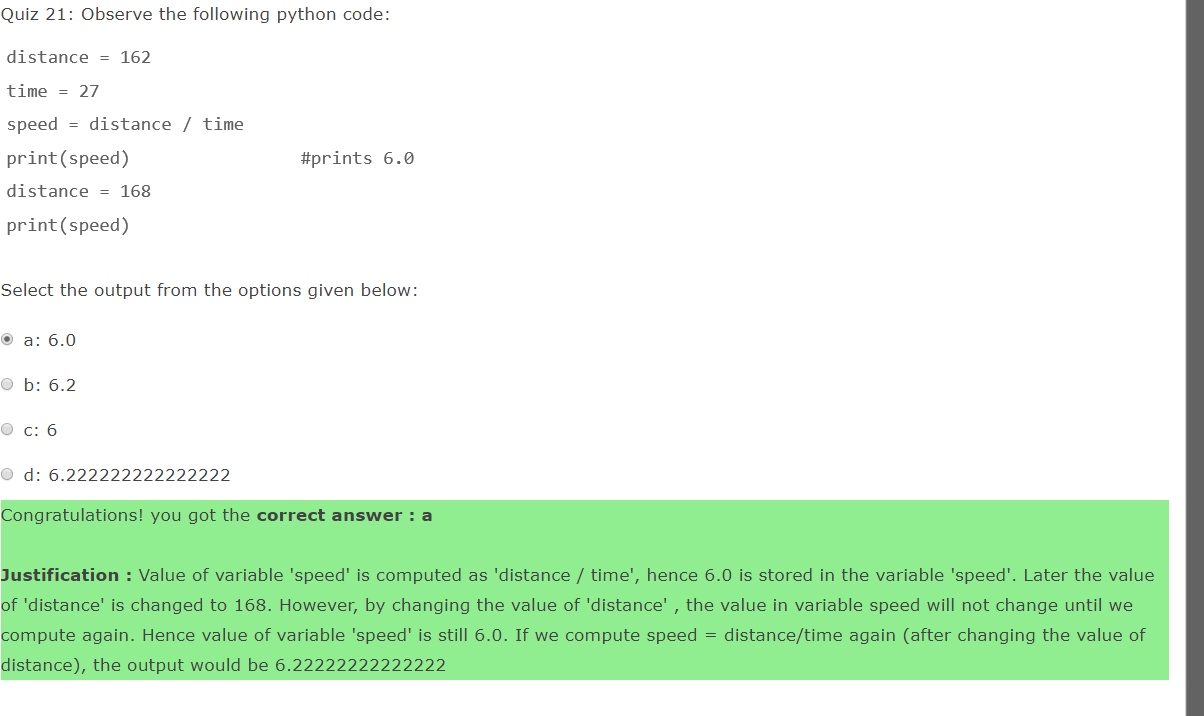 Quiz 21: Observe the following python code:
distance = 162
time = 27
speed = distance / time
print(speed) #prints 6.0
distance = 168
print(speed)
Select the output from the options given below:
a: 6.0
b: 6.2
c: 6
d: 6.222222222222222
Congratulations! you got the correct answer : a
Justification : Value of variable 'speed' is computed as 'distance / time', hence 6.0 is stored in the variable 'speed'. Later the value
of 'distance' is changed to 168. However, by changing the value of 'distance' , the value in variable speed will not change until we
compute again. Hence value of variable 'speed' is still 6.0. If we compute speed = distance/time again (after changing the value of
distance), the output would be 6.22222222222222